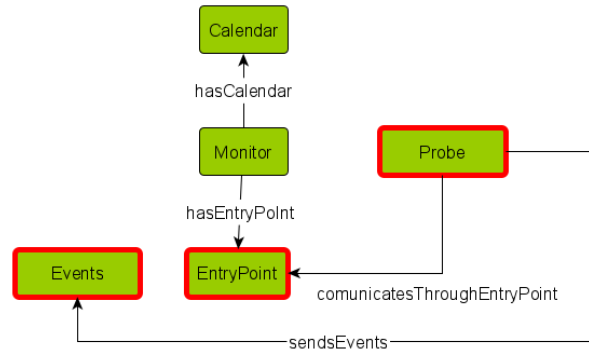 Calendar
hasCalendar
Monitor
Probe
hasEntryPoInt
Events
EntryPoint
comunicatesThroughEntryPoint
sendsEvents